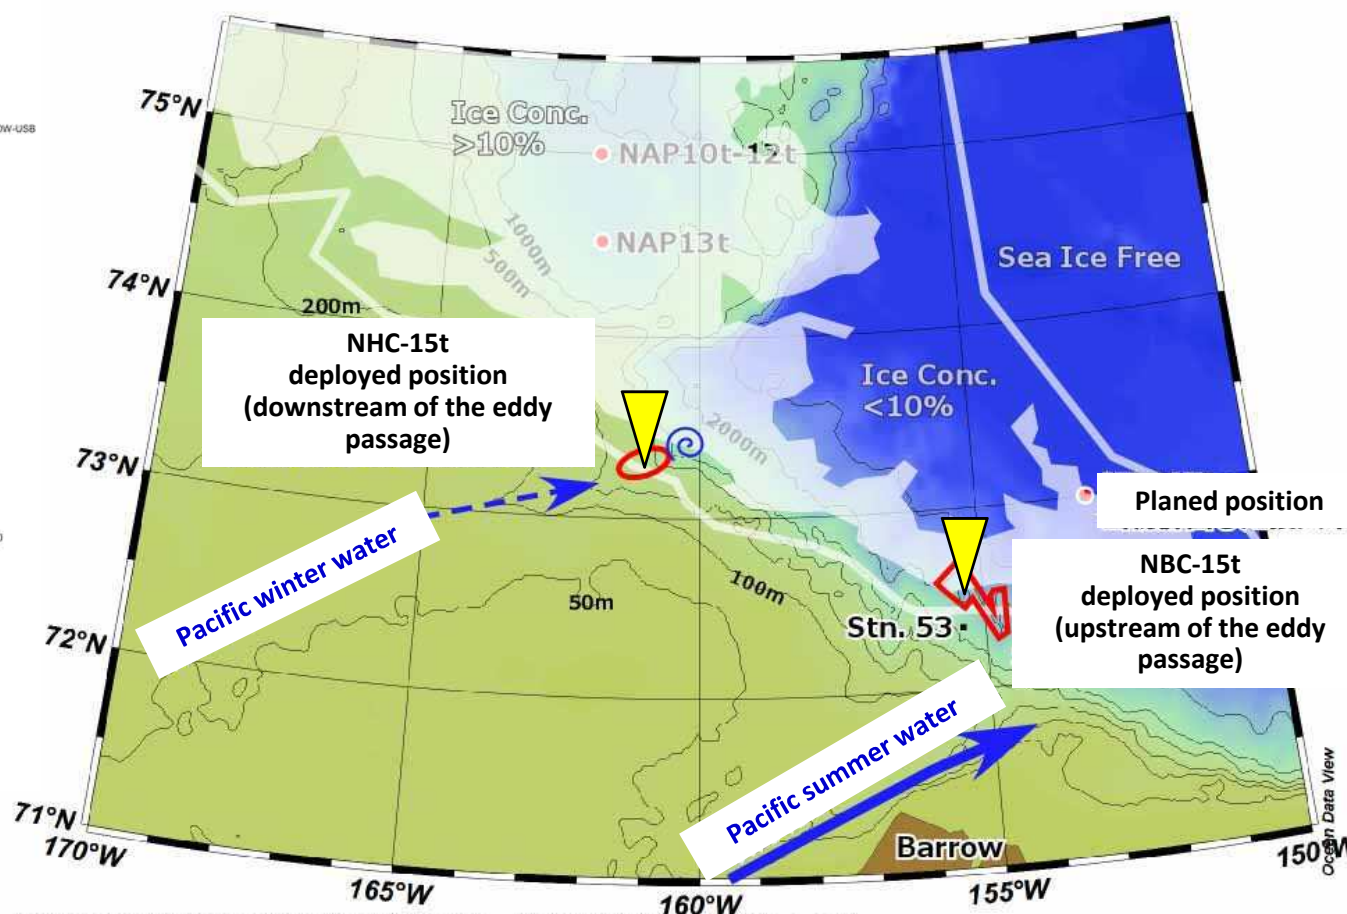 75°N
Ice Conc.
>10%
NAP10t-12t
NAP13t
1000m
500m
Sea Ice Free
74°N
200m
NHC-15t
deployed position
(downstream of the eddy
passage)
Ice Conc.
<10%
2000m
73°N
Planed position
Pacific winter water
NBC-15t
deployed position
(upstream of the eddy
passage)
100m
50m
Stn. 53
72°N
Pacific summer water
Barrow
71°N
170°W
165°W
160°W
155°W
150°W
Ocean Data View